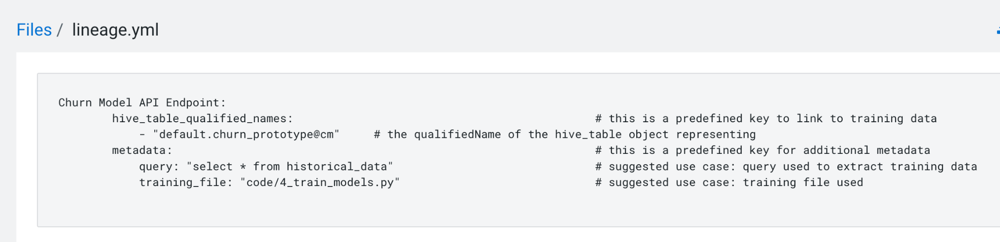 Files / lineage.yml
Churn Model API Endpoint:
hive_table_qualified_names: # this is a predefined key to link to training data
- "default.churn_prototype@cm" # the qualifiedName of the hive_table object representing
metadata: # this is a predefined key for additional metadata
query: "select * from historical_data" # suggested use case: query used to extract training data
training_file: "code/4_train_models.py" # suggested use case: training file used